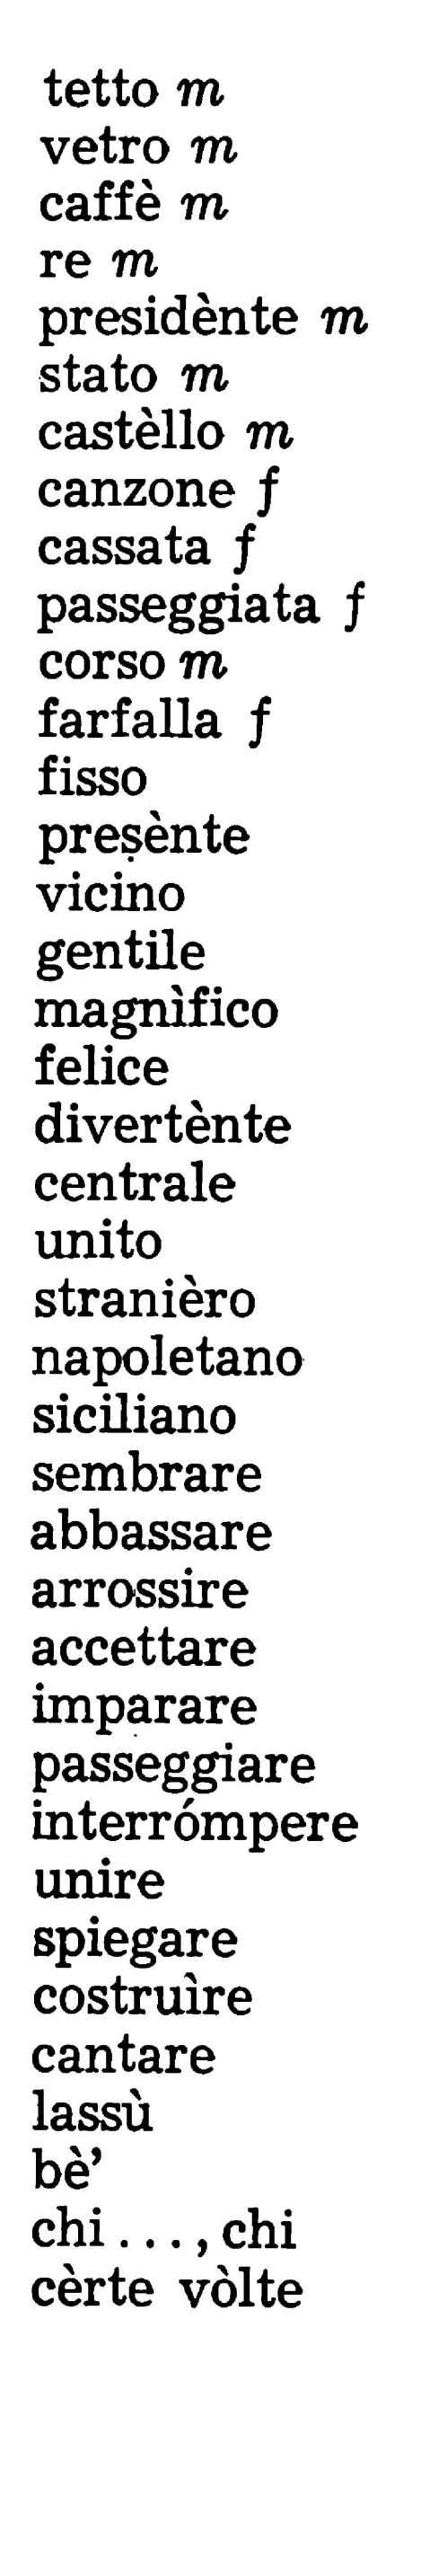 tetto m
vetro m
caffè m
re m
presidènte m
stato m
castèllo m
canzone f
cassata f
passeggiata f
corso m
farfalla f
fisso
preṣènte
vicino
gentile
magnìfico
felice
divertènte
centrale
unito
stranièro
napoletano
siciliano
sembrare
abbassare
arrossire
accettare
imparare
passeggiare
interrómpere
unire
spiegare
costruìre
cantare
lassù
bè’
chi ..., chi
cèrte vòlte